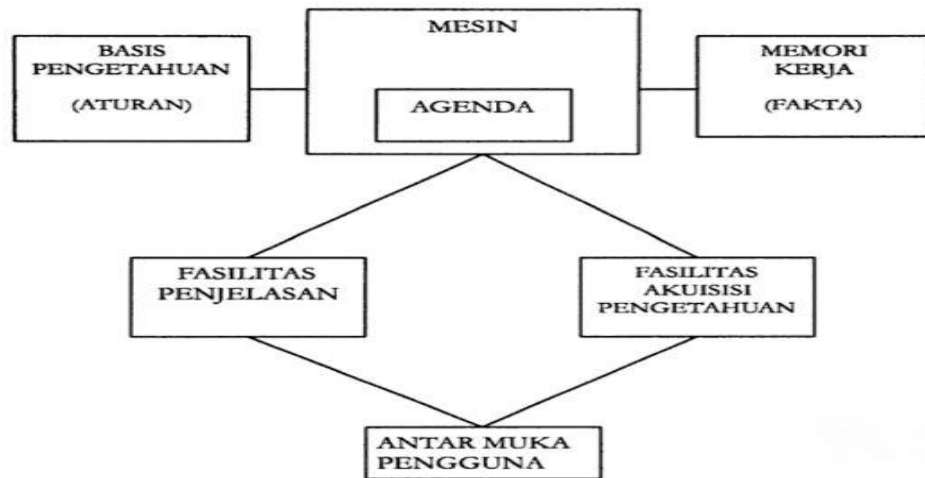 BASIS
PENGETAHUAN
(ATURAN)
MESIN
AGENDA
MEMORI
KERJA
(FAKTA)
FASILITAS
PENJELASAN
FASILITAS
AKUISISI
PENGETAHUAN
ANTAR MUKA
PENGGUNA